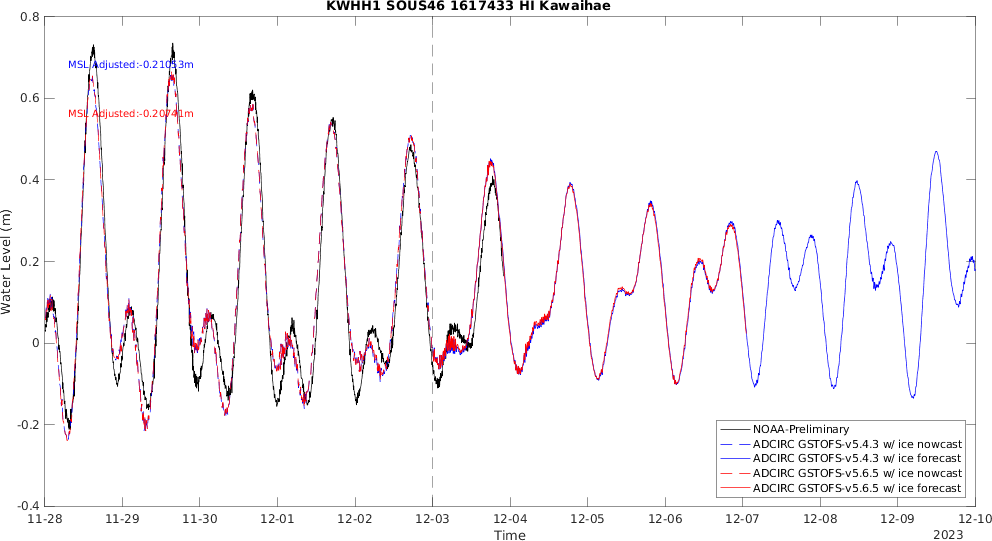 KWHH1 SOUS46 1617433 HI Kawaihae
0.8
0.6
0.4
0.2
0
-0.2
-0.4
Water Level (m)
MSL Adjusted:-0.21053m
MSL Adjusted:-0.20741m
NOAA-Preliminary
ADCIRC GSTOFS-v5.4.3 w/ ice nowcast
ADCIRC GSTOFS-v5.4.3 w/ ice forecast
ADCIRC GSTOFS-v5.6.5 w/ ice nowcast
ADCIRC GSTOFS-v5.6.5 w/ ice forecast
11-28 11-29 11-30 12-01 12-02 12-03 12-04 12-05 12-06 12-07 12-08 12-09 12-10
Time
2023